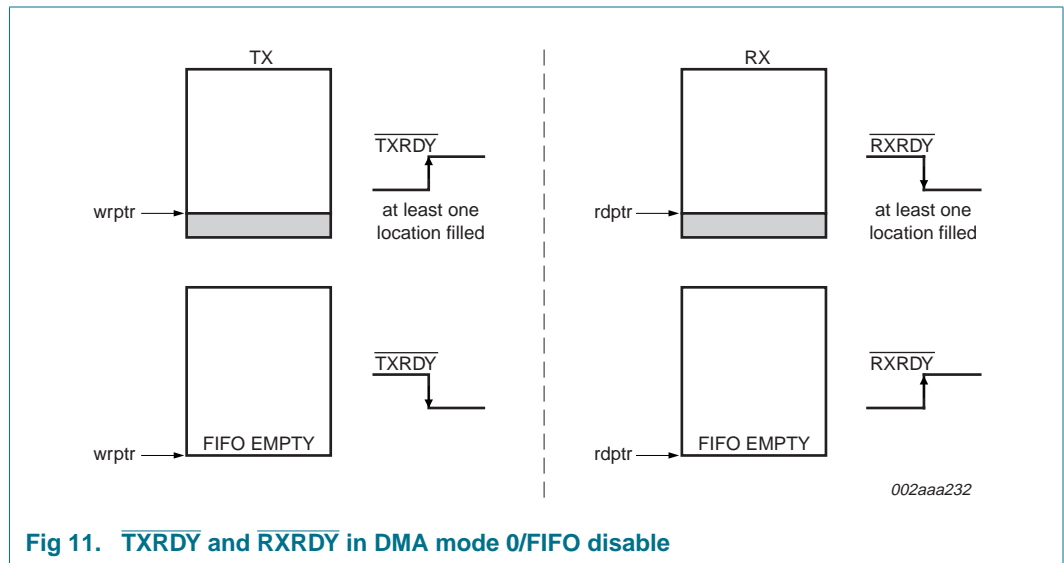 TX
TXRDY
wrptr
at least one
location filled
TXRDY
wrptr
FIFO EMPTY
RX
RXRDY
rdptr
at least one
location filled
RXRDY
rdptr
FIFO EMPTY
002aaa232
Fig 11. TXRDY and RXRDY in DMA mode 0/FIFO disable